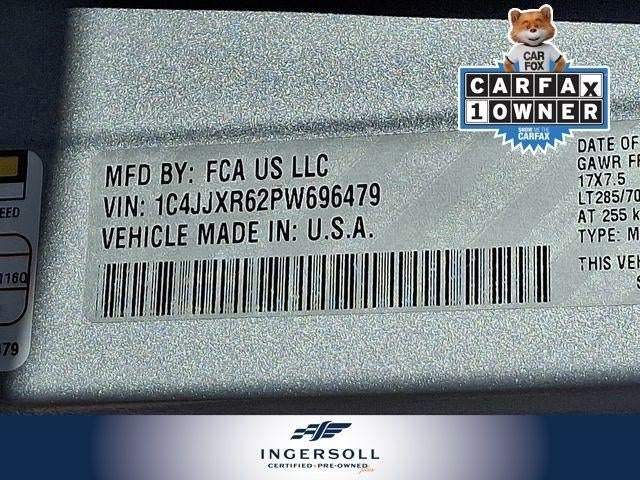 CAR
FOX
CARFAX
1 OWNER
SHOW ME THE
CARFAX
MFD BY: FCA US LLC
VIN: 1C4JJXR62PW696479
VEHICLE MADE IN: U.S.A.
DATE OF
GAWR FR
17X7.5
LT285/70
AT 255 k
TYPE: M
THIS VEH
S
EED
1160
479
INGERSOLL
CERTIFIED • PRE-OWNED plus